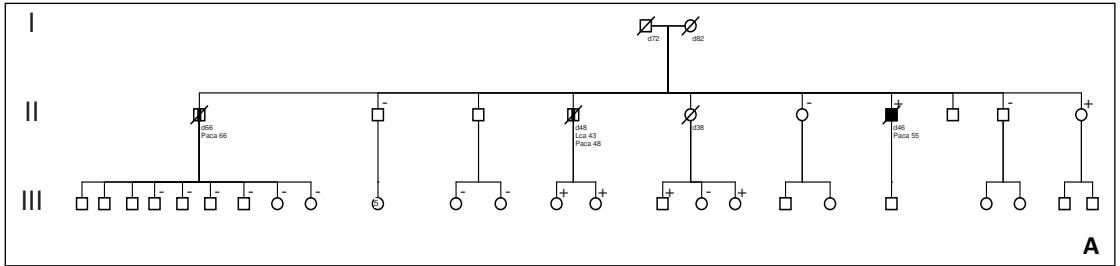 I
d72
d82
II
- - + - +
d66
Paca 66
d48
Lca 43
Paca 48
d38
d46
Paca 55
III
- - - - - - - - + + + - +
5
A